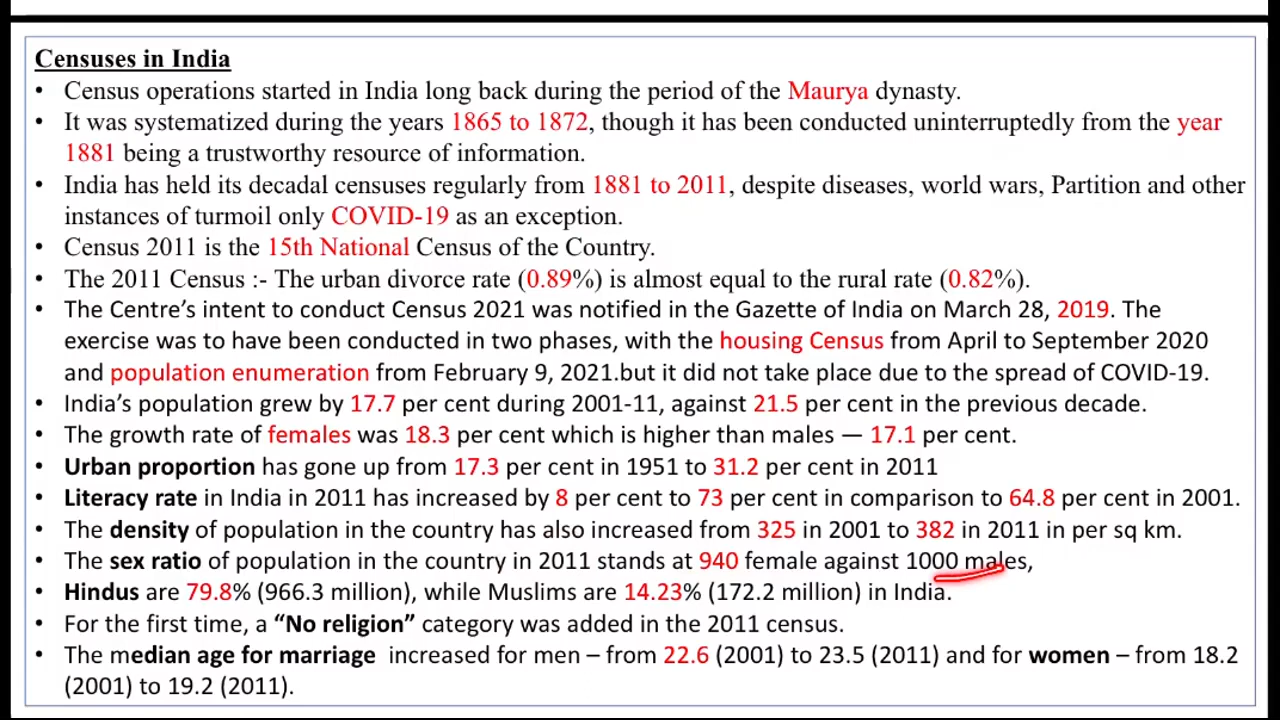 Censuses in India
• Census operations started in India long back during the period of the Maurya dynasty.
• It was systematized during the years 1865 to 1872, though it has been conducted uninterruptedly from the year
1881 being a trustworthy resource of information.
• India has held its decadal censuses regularly from 1881 to 2011, despite diseases, world wars, Partition and other
instances of turmoil only COVID-19 as an exception.
• Census 2011 is the 15th National Census of the Country.
• The 2011 Census :- The urban divorce rate (0.89%) is almost equal to the rural rate (0.82%).
• The Centre’s intent to conduct Census 2021 was notified in the Gazette of India on March 28, 2019. The
exercise was to have been conducted in two phases, with the housing Census from April to September 2020
and population enumeration from February 9, 2021.but it did not take place due to the spread of COVID-19.
• India’s population grew by 17.7 per cent during 2001-11, against 21.5 per cent in the previous decade.
• The growth rate of females was 18.3 per cent which is higher than males — 17.1 per cent.
• Urban proportion has gone up from 17.3 per cent in 1951 to 31.2 per cent in 2011
• Literacy rate in India in 2011 has increased by 8 per cent to 73 per cent in comparison to 64.8 per cent in 2001.
• The density of population in the country has also increased from 325 in 2001 to 382 in 2011 in per sq km.
• The sex ratio of population in the country in 2011 stands at 940 female against 1000 males,
• Hindus are 79.8% (966.3 million), while Muslims are 14.23% (172.2 million) in India.
• For the first time, a “No religion” category was added in the 2011 census.
• The median age for marriage increased for men – from 22.6 (2001) to 23.5 (2011) and for women – from 18.2
(2001) to 19.2 (2011).